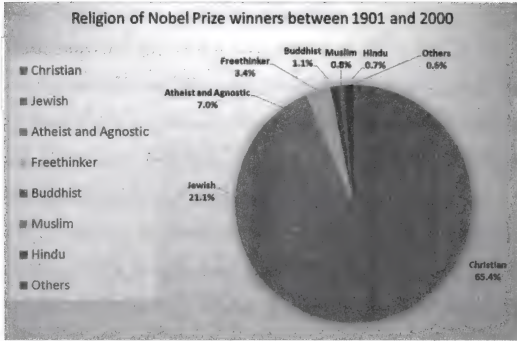 Religion of Nobel Prize winners between 1901 and 2000
Christian
Jewish
Atheist and Agnostic
Freethinker
Buddhist
Muslim
Hindu
Others
Buddhist
1.1%
Muslim
0.8%
Hindu
0.7%
Others
0.6%
Freethinker
3.4%
Atheist and Agnostic
7.0%
Jewish
21.1%
Christian
65.4%